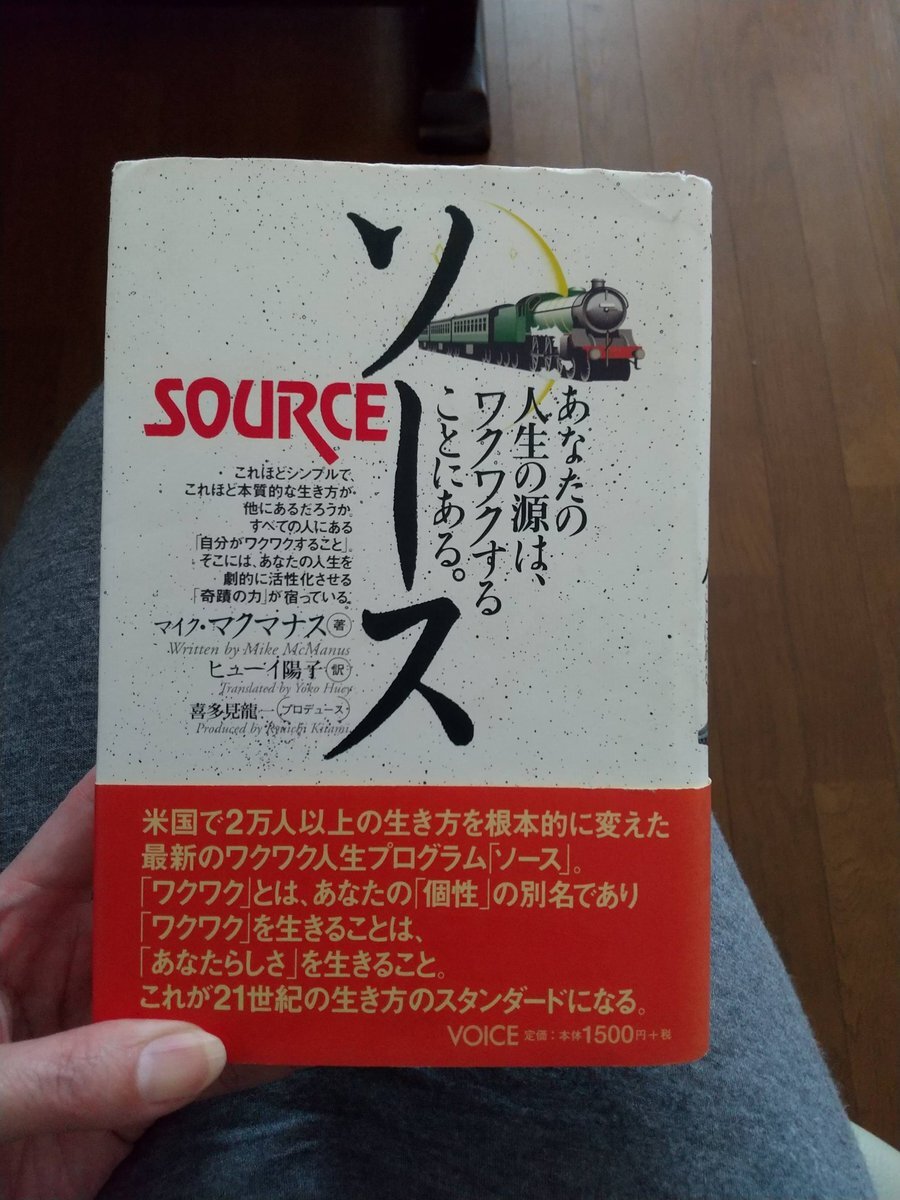 ソース
あなたの
人生の源は、
ワクワクする
ことにある。
SOURCE
これほどシンプルで、
これほど本質的な生き方が
他にあるだろうか。
すべての人にある
「自分がワクワクすること」。
そこには、あなたの人生を
劇的に活性化させる
「奇蹟の力」が宿っている。
マイク・マクマナス 著
Written by Mike McManus
ヒューイ陽子 訳
Translated by Yoko Huey
喜多見龍一 プロデュース
Produced by Ryuichi Kitami
米国で2万人以上の生き方を根本的に変えた
最新のワクワク人生プログラム「ソース」。
「ワクワク」とは、あなたの「個性」の別名であり
「ワクワク」を生きることは、
「あなたらしさ」を生きること。
これが21世紀の生き方のスタンダードになる。
VOICE 定価:本体1500円+税